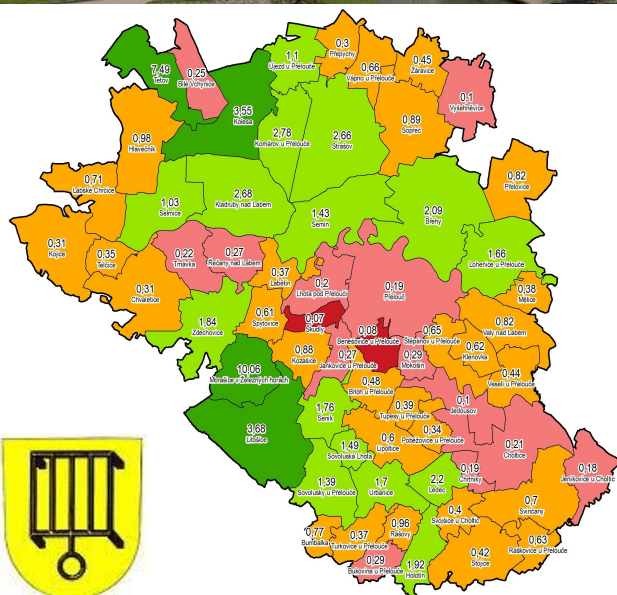 0,3
Přepychy
1,1
Újezd u Přelouče
0,45
Žáravice
0,66
Vápno u Přelouče
7,49
Tetov
0,25
Bílé Vchynice
0,1
Vyšehněvice
3,55
Kolesa
0,89
Sopřeč
2,78
Komárov u Přelouče
2,66
Strašov
0,98
Hlavečník
0,82
Přelovice
0,71
Labské Chrčice
1,03
Selmice
2,68
Kladruby nad Labem
1,43
Semín
2,09
Břehy
0,31
Kojice
0,35
Telčice
0,22
Trnávka
0,27
Řečany nad Labem
1,66
Lohenice u Přelouče
0,37
Labětín
0,2
Lhota pod Přeloučí
0,19
Přelouč
0,38
Mělice
0,31
Chvaletice
0,61
Spytovice
0,07
Škudly
0,08
Benešovice u Přelouče
0,65
Štěpánov u Přelouče
0,82
Valy nad Labem
1,84
Zdechovice
0,88
Kozašice
0,27
Jankovice u Přelouče
0,29
Mokošín
0,62
Klenovka
10,06
Morašice v Železných horách
0,48
Brloh u Přelouče
0,44
Veselí u Přelouče
1,76
Seník
0,39
Tupesy u Přelouče
0,1
Jedousov
3,68
Litošice
0,6
Lipoltice
0,34
Poběžovice u Přelouče
0,21
Choltice
1,49
Sovoluská Lhota
0,19
Chrtníky
0,18
Jeníkovice u Choltic
1,39
Sovolusky u Přelouče
1,7
Urbanice
2,2
Ledec
0,7
Svinčany
0,4
Svojšice u Choltic
0,77
Bumbalka
0,37
Turkovice u Přelouče
0,96
Rašovy
0,42
Stojice
0,63
Raškovice u Přelouče
0,29
Bukovina u Přelouče
1,92
Holotín